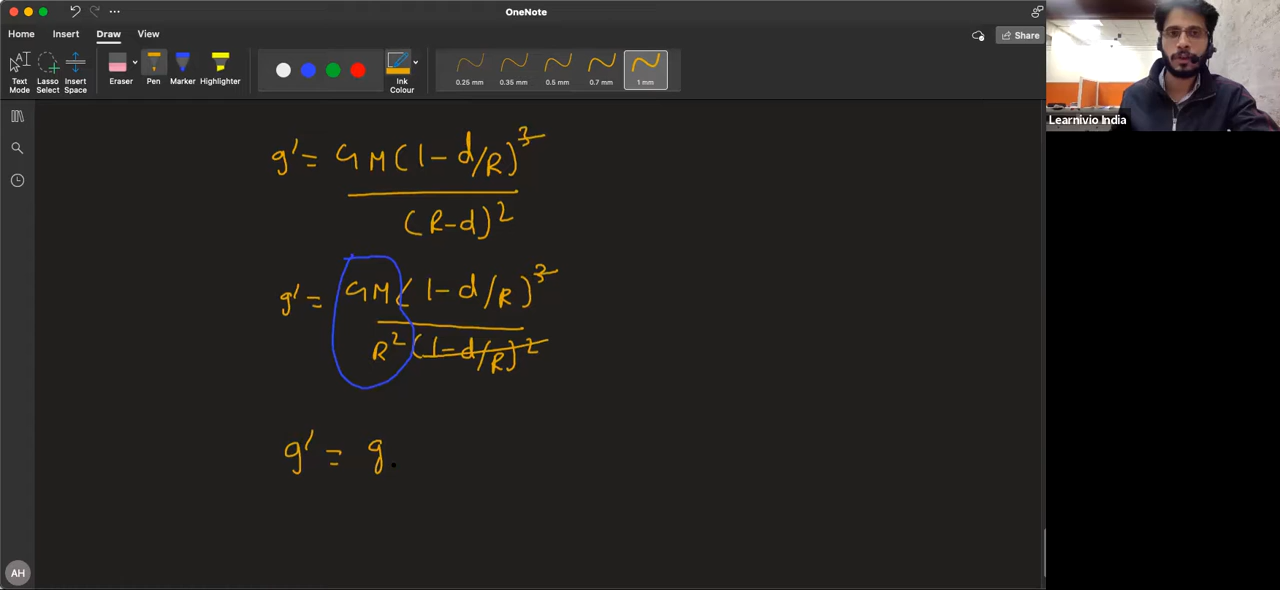 OneNote
Home Insert Draw View
Share
Text Mode
Lasso Select
Insert Space
Eraser
Pen
Marker
Highlighter
Ink Colour
0.25 mm
0.35 mm
0.5 mm
0.7 mm
1 mm
Learnivio India
g' = GM(1-d/R)^3
(R-d)^2
g' = GM(1-d/R)^3
R^2 (1-d/R)^2
g' = g
AH